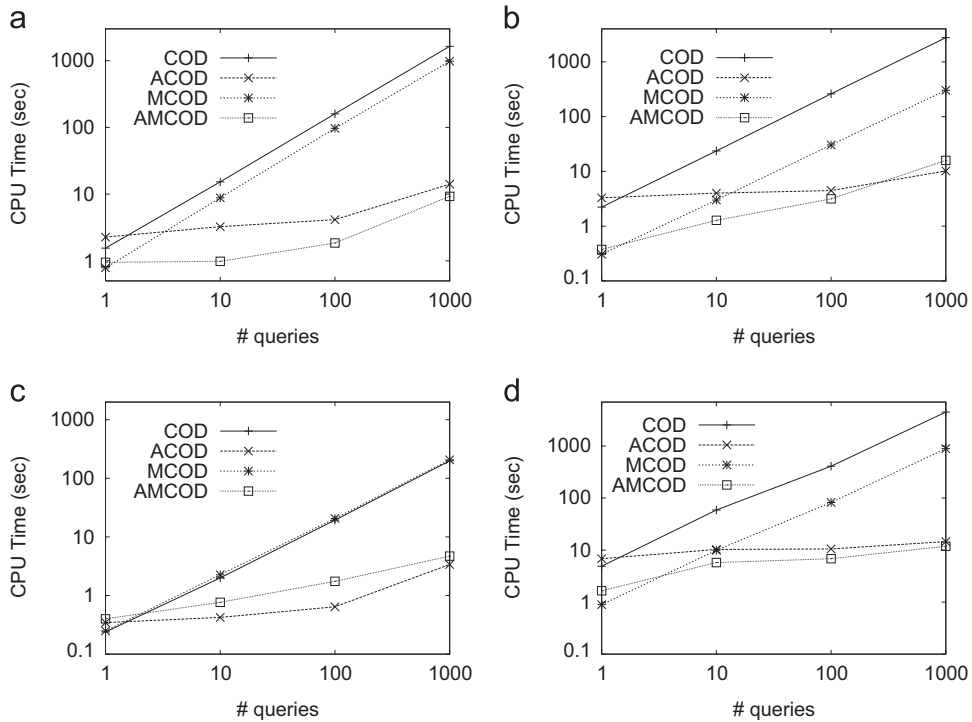 a
CPU Time (sec)
1000
100
10
1
COD
ACOD
MCOD
AMCOD
1 10 100 1000
# queries
b
CPU Time (sec)
1000
100
10
1
0.1
COD
ACOD
MCOD
AMCOD
1 10 100 1000
# queries
c
CPU Time (sec)
1000
100
10
1
0.1
COD
ACOD
MCOD
AMCOD
1 10 100 1000
# queries
d
CPU Time (sec)
1000
100
10
1
0.1
COD
ACOD
MCOD
AMCOD
1 10 100 1000
# queries